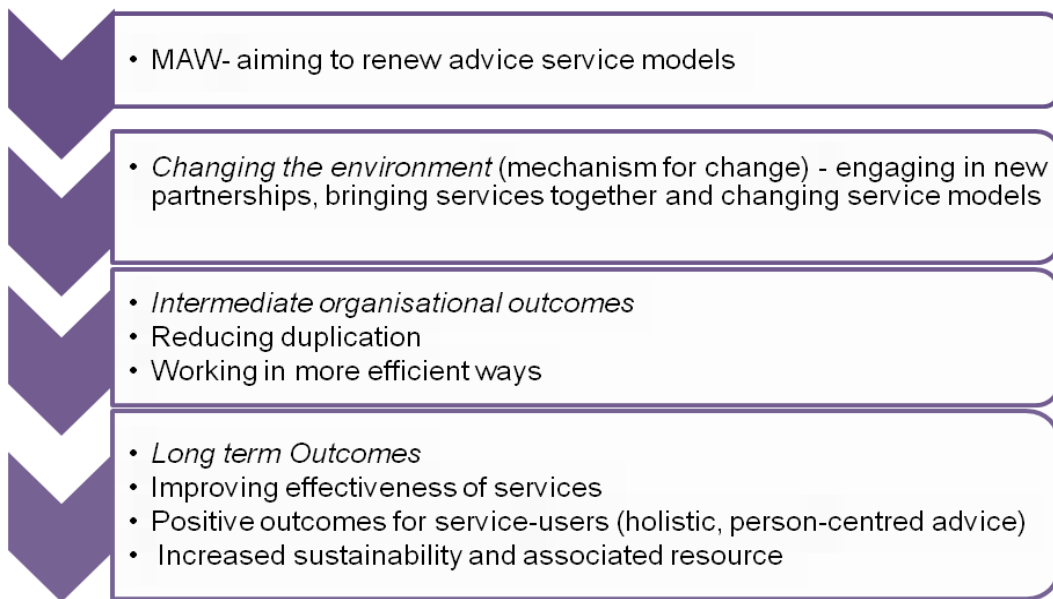 • MAW- aiming to renew advice service models
• Changing the environment (mechanism for change) - engaging in new
partnerships, bringing services together and changing service models
• Intermediate organisational outcomes
• Reducing duplication
• Working in more efficient ways
• Long term Outcomes
• Improving effectiveness of services
• Positive outcomes for service-users (holistic, person-centred advice)
• Increased sustainability and associated resource